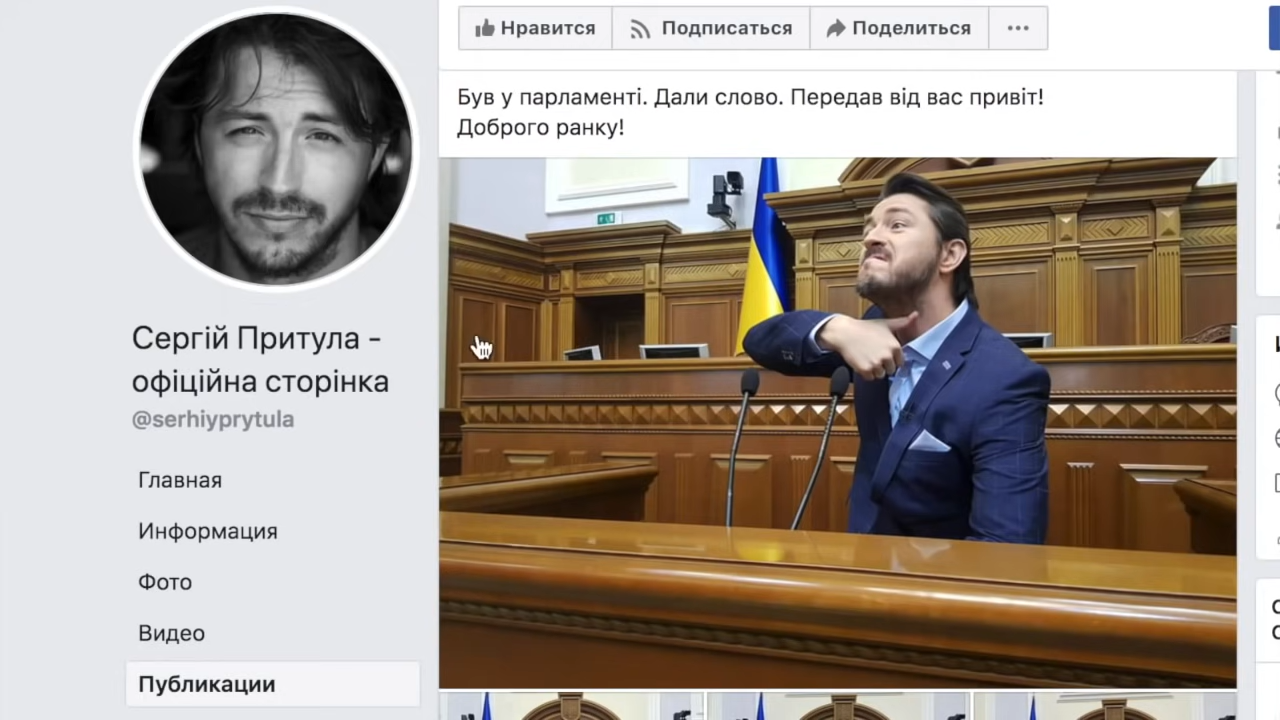 Нравится
Подписаться
Поделиться
Був у парламенті. Дали слово. Передав від вас привіт!
Доброго ранку!
Сергій Притула -
офіційна сторінка
@serhiyprytula
Главная
Информация
Фото
Видео
Публикации